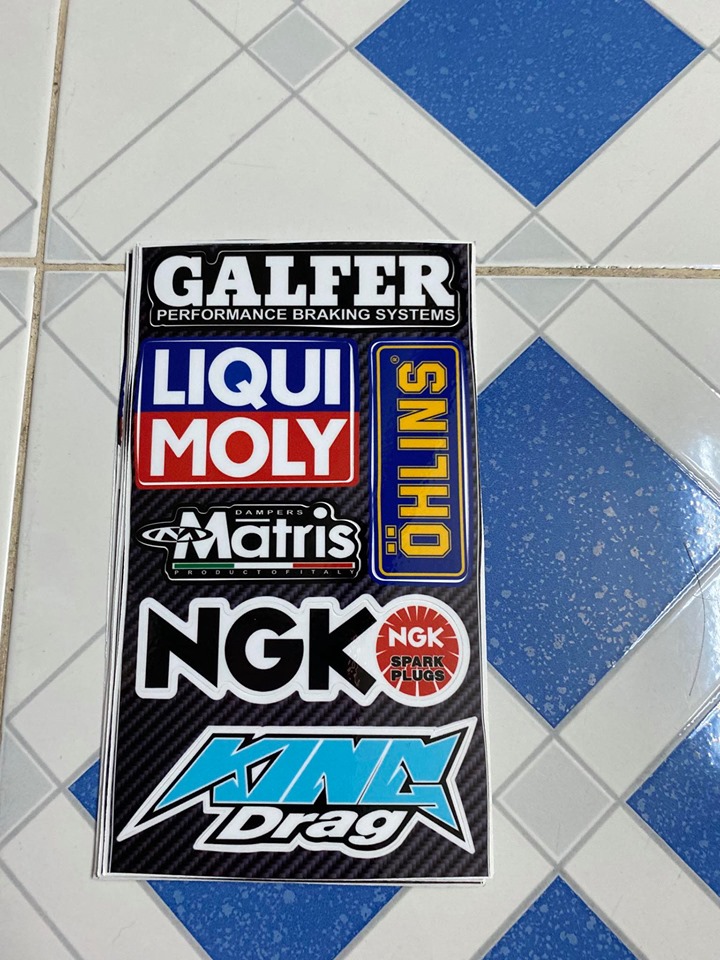 GALFER
PERFORMANCE BRAKING SYSTEMS
LIQUI
MOLY
ÖHLINS®
DAMPERS
Matris
PRODUCT OF ITALY
NGK
NGK
SPARK
PLUGS
KING
Drag